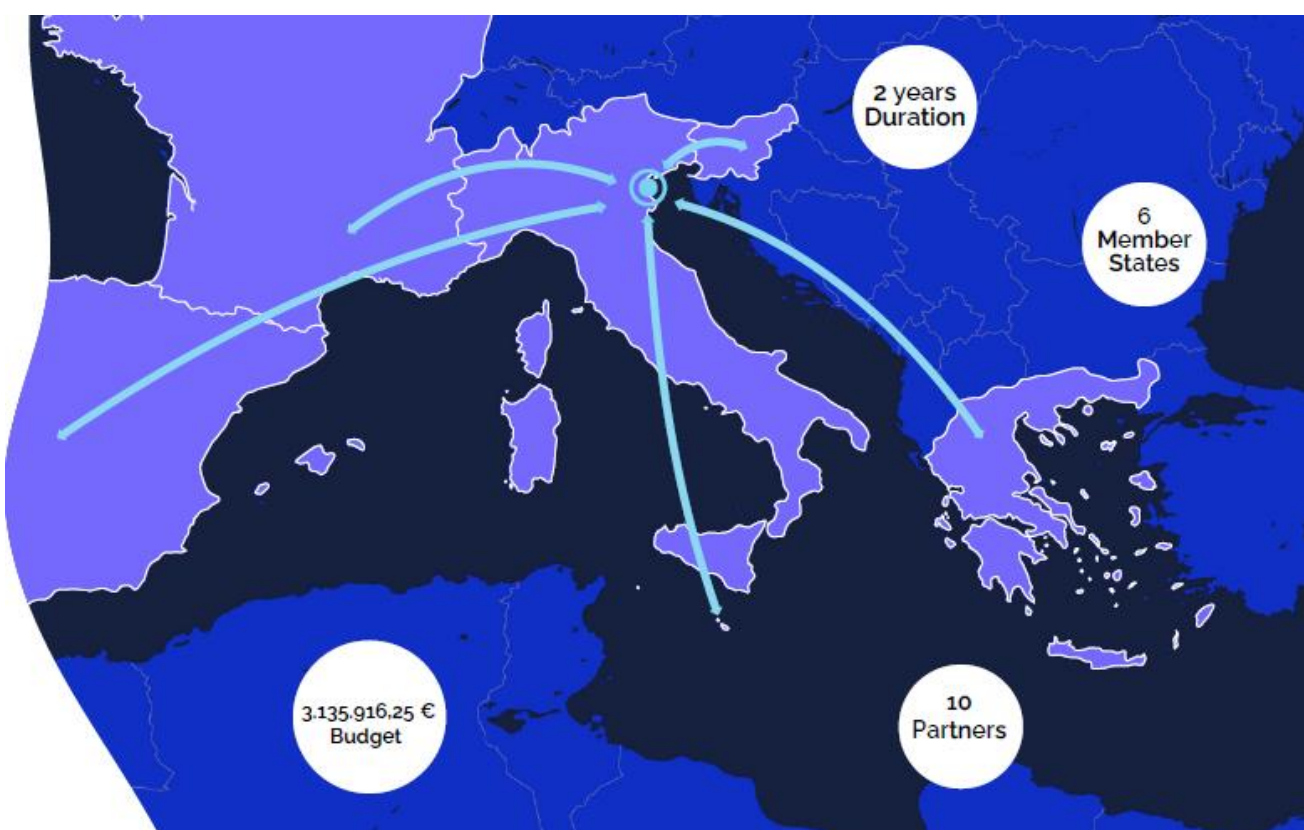 2 years
Duration
6
Member
States
3.135.916,25 €
Budget
10
Partners